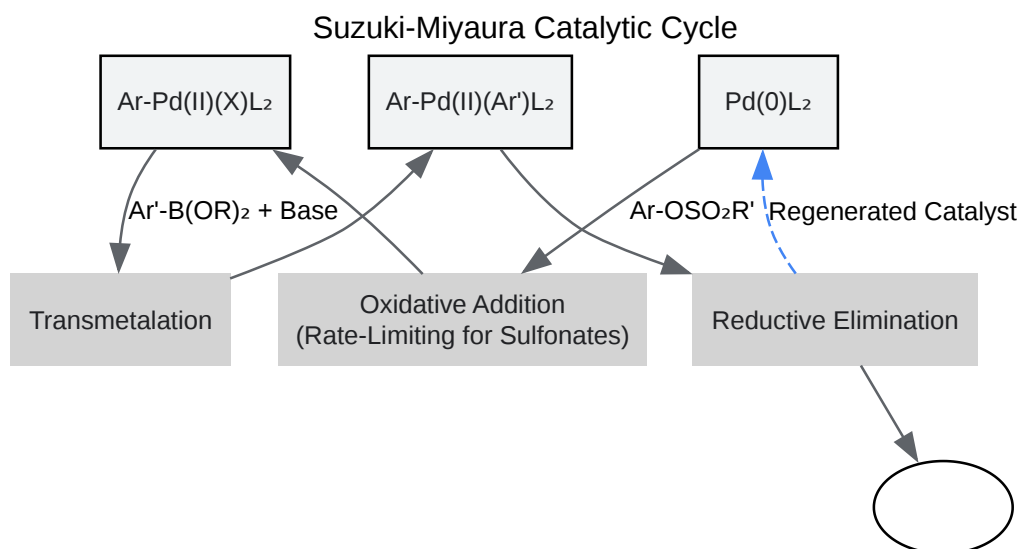 Suzuki-Miyaura Catalytic Cycle
Ar-Pd(II)(X)L₂
Ar-Pd(II)(Ar')L₂
Pd(0)L₂
Ar'-B(OR)₂ + Base
Ar-OSO₂R'
Regenerated Catalyst
Transmetalation
Oxidative Addition
(Rate-Limiting for Sulfonates)
Reductive Elimination